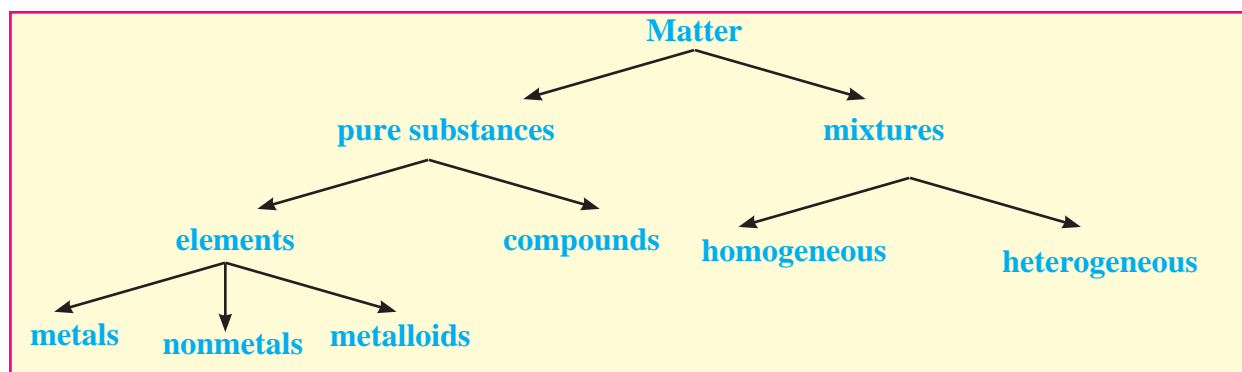 Matter
pure substances
mixtures
elements
compounds
homogeneous
heterogeneous
metals
nonmetals
metalloids